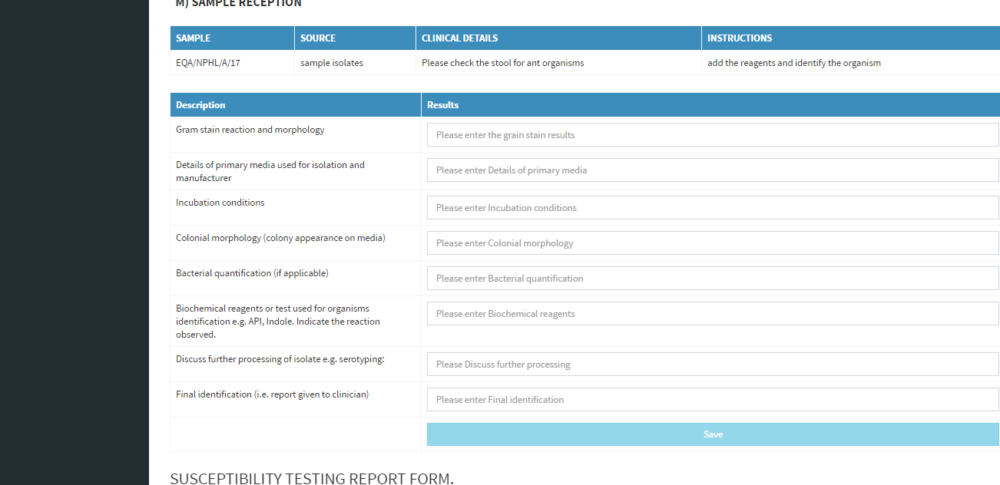 M) SAMPLE RECEPTION
SAMPLE SOURCE CLINICAL DETAILS INSTRUCTIONS
EQA/NPHL/A/17 sample isolates Please check the stool for ant organisms add the reagents and identify the organism
Description Results
Gram stain reaction and morphology Please enter the grain stain results
Details of primary media used for isolation and
manufacturer
Please enter Details of primary media
Incubation conditions Please enter Incubation conditions
Colonial morphology (colony appearance on media) Please enter Colonial morphology
Bacterial quantification (if applicable) Please enter Bacterial quantification
Biochemical reagents or test used for organisms
identification e.g. API, Indole. Indicate the reaction
observed.
Please enter Biochemical reagents
Discuss further processing of isolate e.g. serotyping: Please Discuss further processing
Final identification (i.e. report given to clinician) Please enter Final identification
Save
SUSCEPTIBILITY TESTING REPORT FORM.